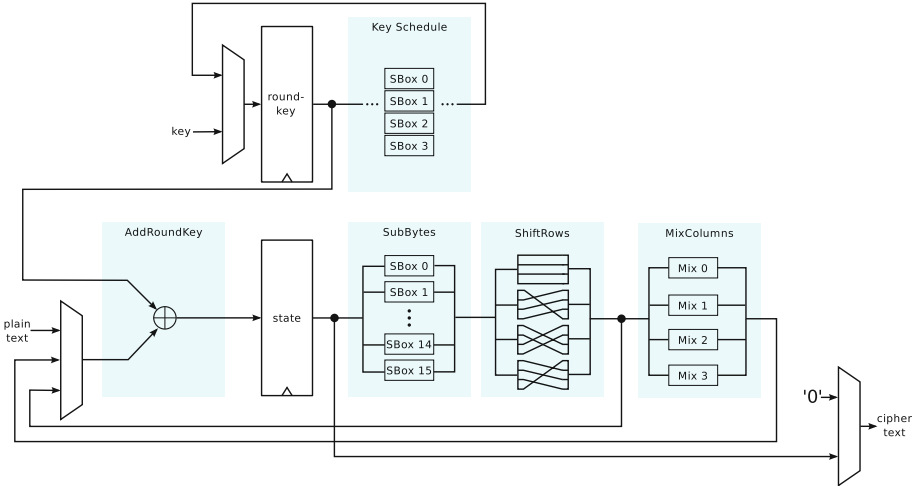 Key Schedule
SBox 0
round-
key
... SBox 1 ...
key
SBox 2
SBox 3
AddRoundKey
SubBytes
ShiftRows
MixColumns
SBox 0
Mix 0
SBox 1
Mix 1
plain
text
state
SBox 14
Mix 2
SBox 15
Mix 3
'0'
cipher
text